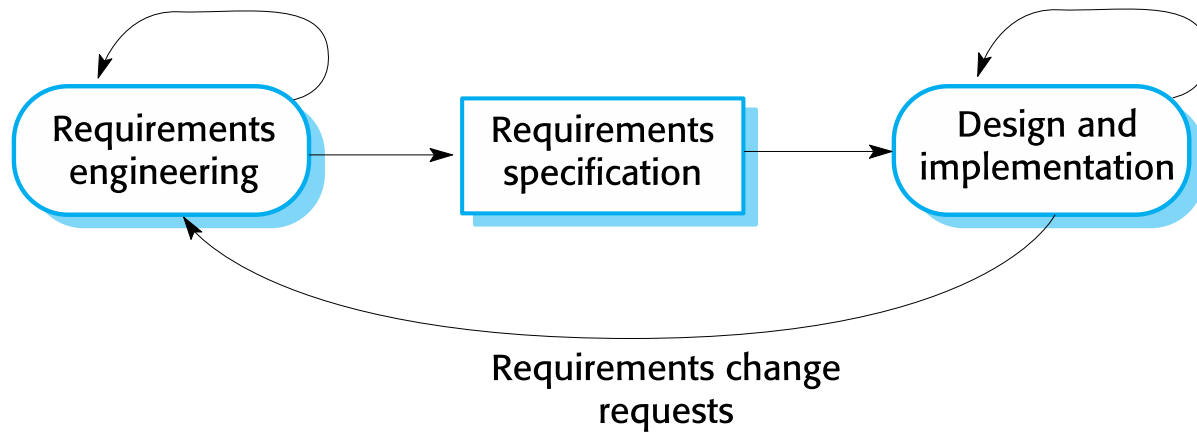 Requirements
engineering
Requirements
specification
Design and
implementation
Requirements change
requests